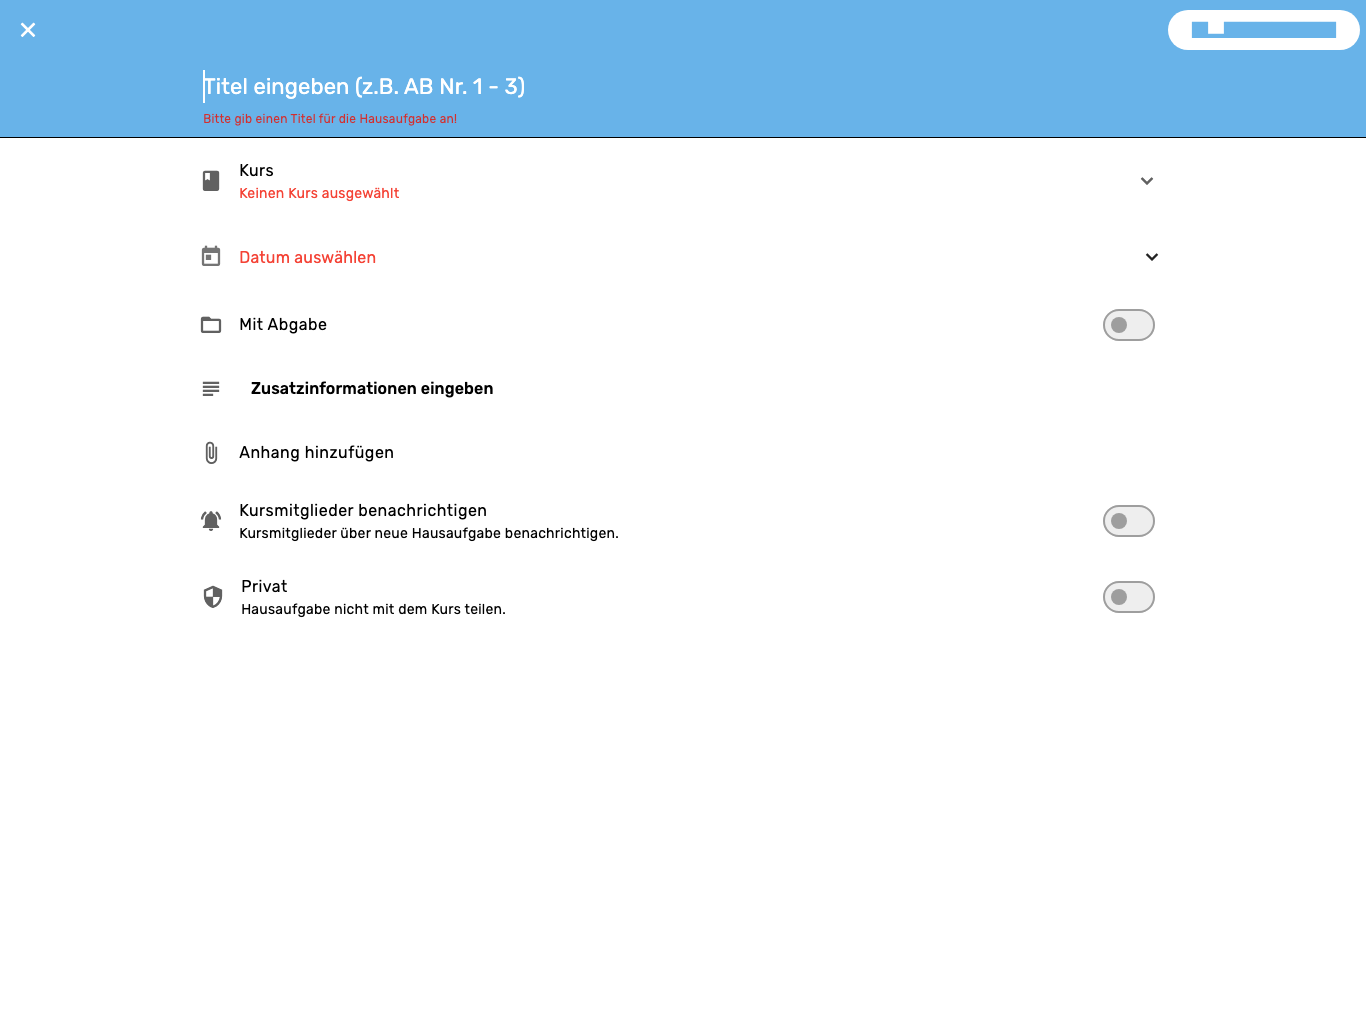 Titel eingeben (z.B. AB Nr. 1 - 3)
Bitte gib einen Titel für die Hausaufgabe an!
Kurs
Keinen Kurs ausgewählt
Datum auswählen
Mit Abgabe
Zusatzinformationen eingeben
Anhang hinzufügen
Kursmitglieder benachrichtigen
Kursmitglieder über neue Hausaufgabe benachrichtigen.
Privat
Hausaufgabe nicht mit dem Kurs teilen.